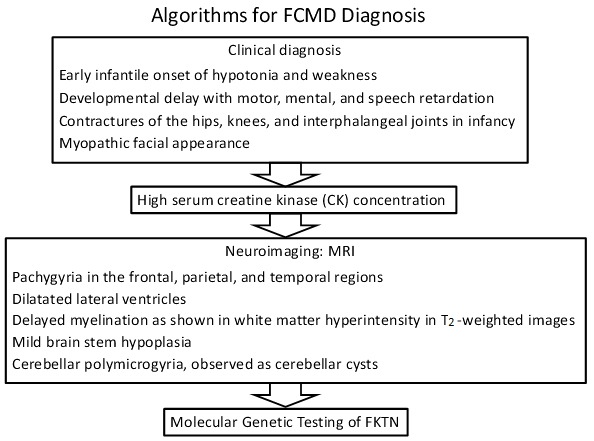 Algorithms for FCMD Diagnosis
Clinical diagnosis
Early infantile onset of hypotonia and weakness
Developmental delay with motor, mental, and speech retardation
Contractures of the hips, knees, and interphalangeal joints in infancy
Myopathic facial appearance
High serum creatine kinase (CK) concentration
Neuroimaging: MRI
Pachygyria in the frontal, parietal, and temporal regions
Dilatated lateral ventricles
Delayed myelination as shown in white matter hyperintensity in T2-weighted images
Mild brain stem hypoplasia
Cerebellar polymicrogyria, observed as cerebellar cysts
Molecular Genetic Testing of FKTN